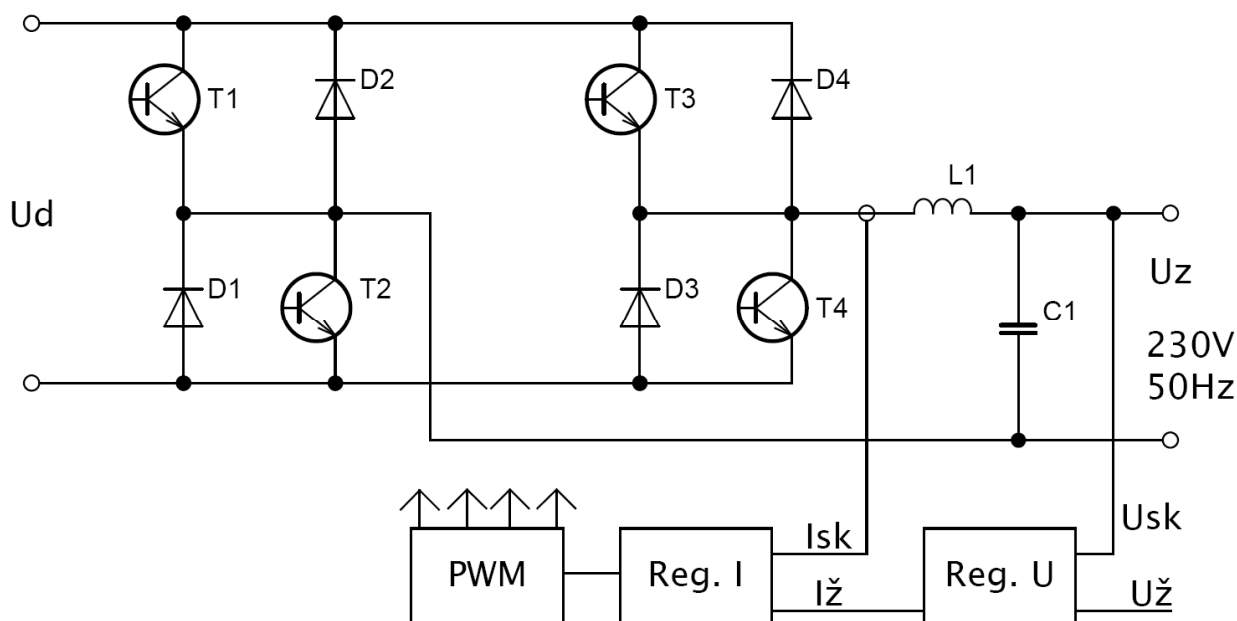 T1
D2
T3
D4
Ud
L1
D1
T2
D3
T4
C1
Uz
230V
50Hz
Usk
Isk
PWM
Reg. I
Iž
Reg. U
Už